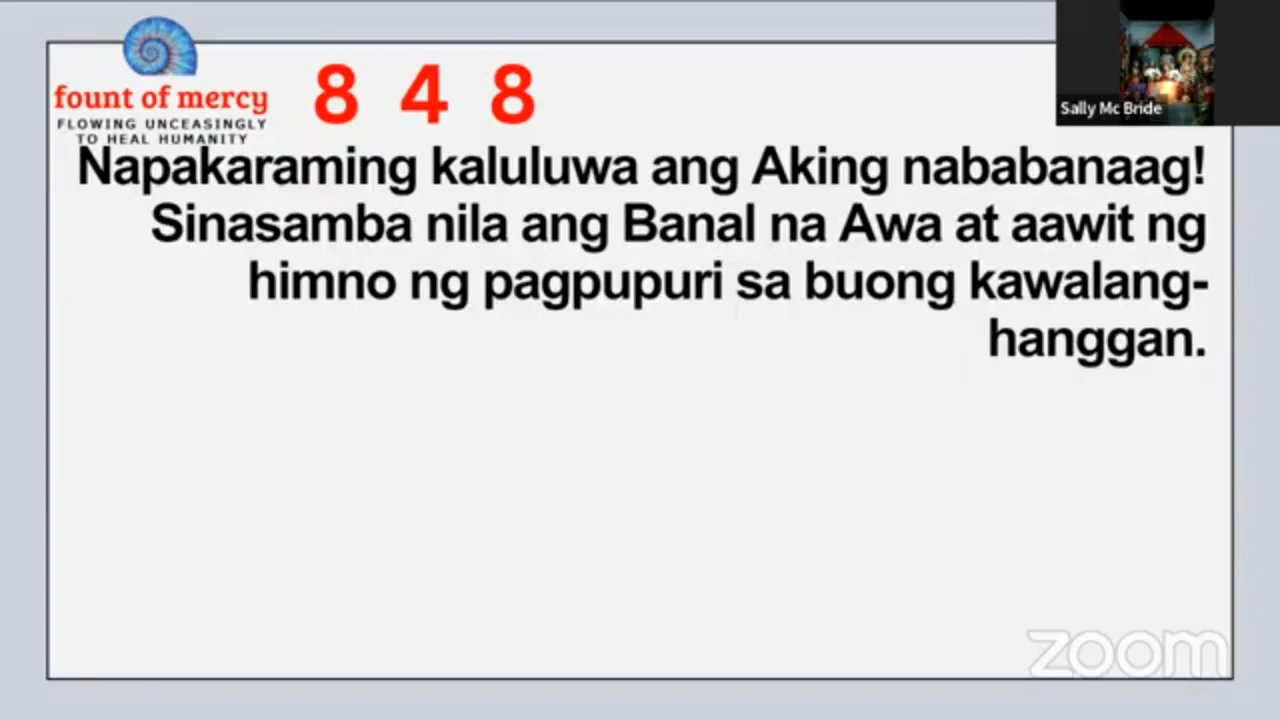 fount of mercy
FLOWING UNCEASINGLY
TO HEAL HUMANITY
8 4 8
Sally Mc Bride
Napakaraming kaluluwa ang Aking nababanaag!
Sinasamba nila ang Banal na Awa at aawit ng
himno ng pagpupuri sa buong kawalang-
hanggan.
zoom